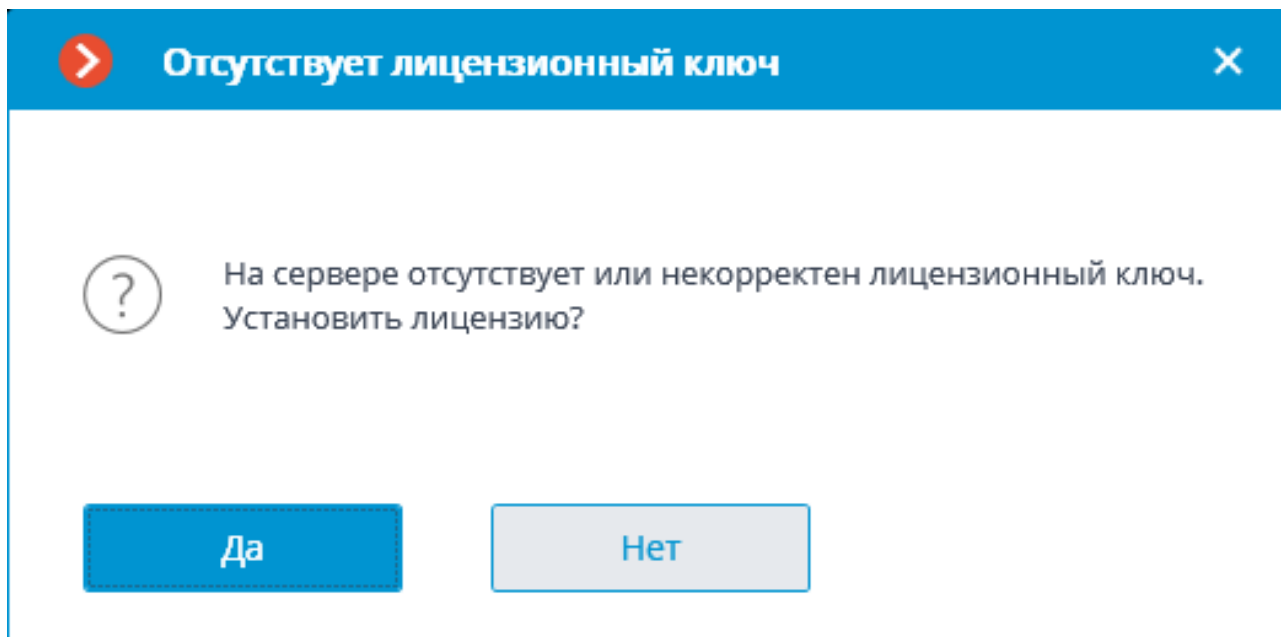 Отсутствует лицензионный ключ
На сервере отсутствует или некорректен лицензионный ключ.
Установить лицензию?
Да
Нет